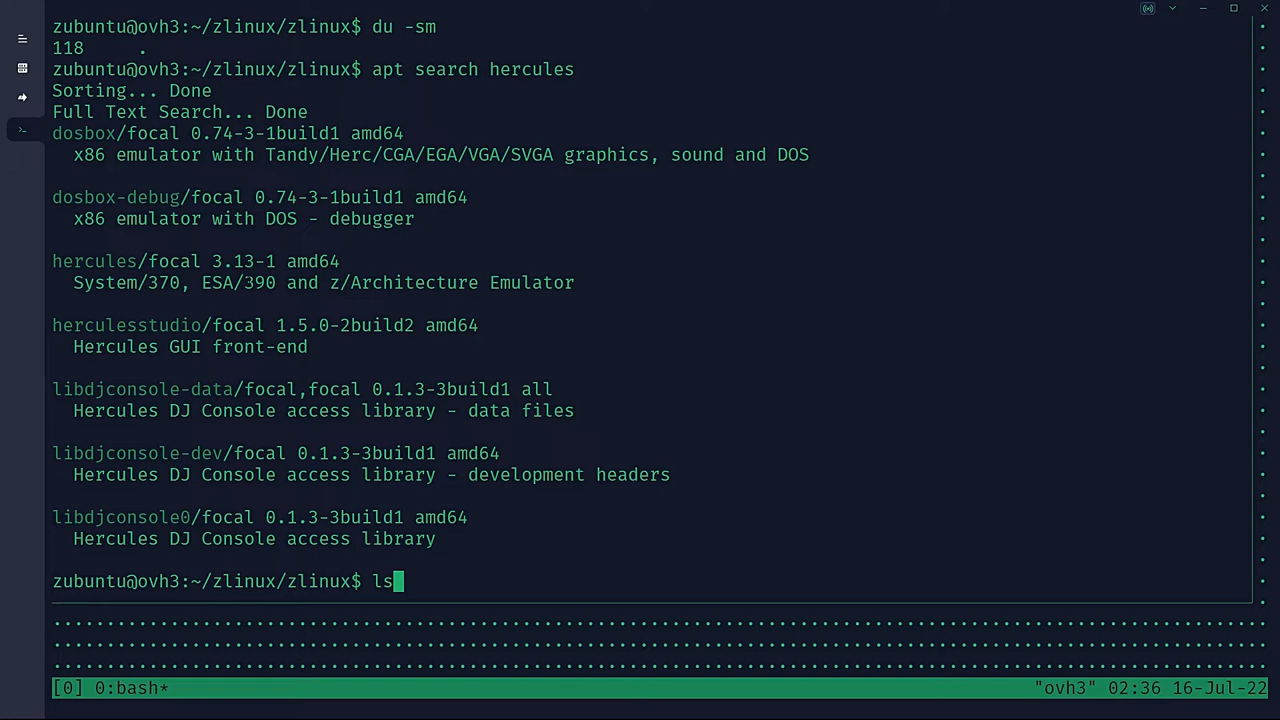 zubuntu@ovh3:~/zlinux/zlinux$ du -sm
118     .
zubuntu@ovh3:~/zlinux/zlinux$ apt search hercules
Sorting... Done
Full Text Search... Done
dosbox/focal 0.74-3-1build1 amd64
  x86 emulator with Tandy/Herc/CGA/EGA/VGA/SVGA graphics, sound and DOS
dosbox-debug/focal 0.74-3-1build1 amd64
  x86 emulator with DOS - debugger
hercules/focal 3.13-1 amd64
  System/370, ESA/390 and z/Architecture Emulator
herculesstudio/focal 1.5.0-2build2 amd64
  Hercules GUI front-end
libdjconsole-data/focal,focal 0.1.3-3build1 all
  Hercules DJ Console access library - data files
libdjconsole-dev/focal 0.1.3-3build1 amd64
  Hercules DJ Console access library - development headers
libdjconsole0/focal 0.1.3-3build1 amd64
  Hercules DJ Console access library
zubuntu@ovh3:~/zlinux/zlinux$ ls
[0] 0:bash* "ovh3" 02:36 16-Jul-22